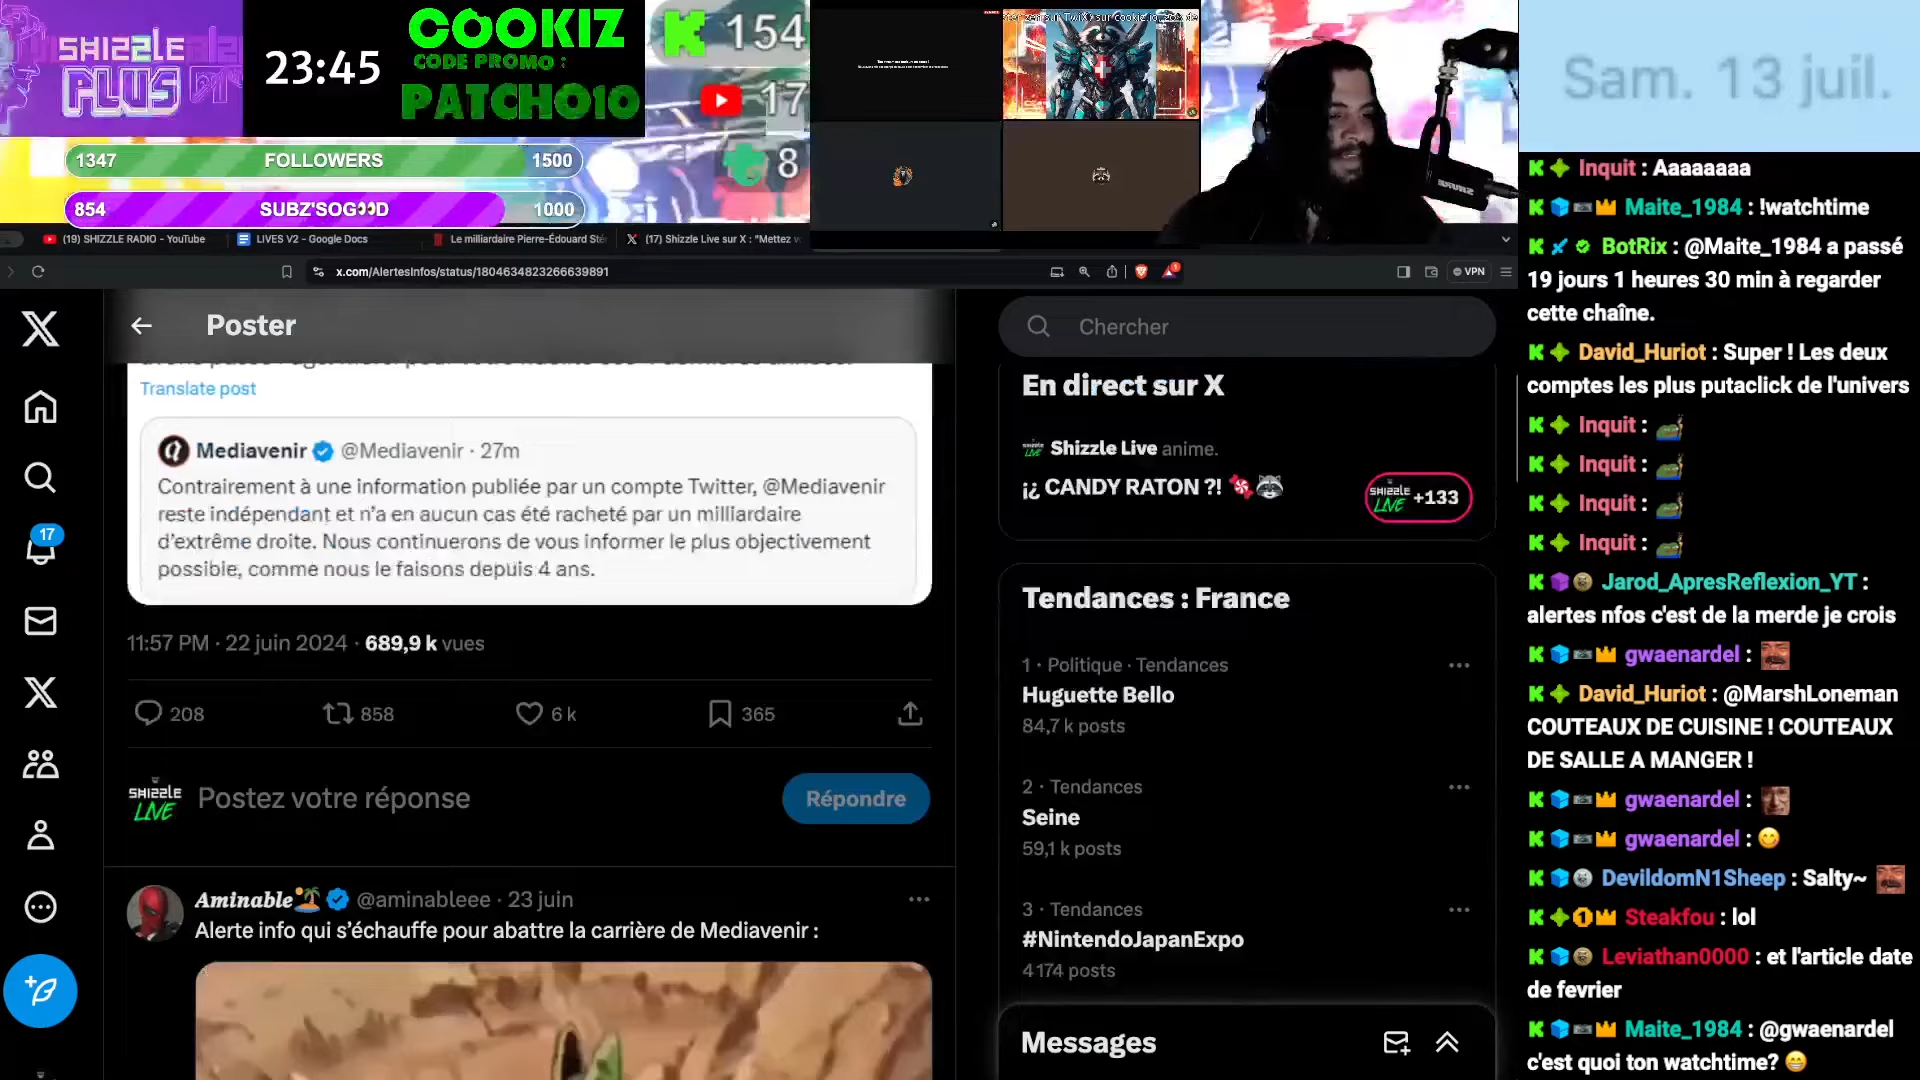 SHIZZLE
PLUS
23:45
COOKIZ
CODE PROMO :
PATCHO10
154
17
8
1347 FOLLOWERS 1500
854 SUBZ'SOG👀D 1000
Sam. 13 juil.
(19) SHIZZLE RADIO - YouTube
LIVES V2 - Google Docs
Le milliardaire Pierre-Édouard Sté
(17) Shizzle Live sur X : "Mettez v
x.com/AlertesInfos/status/1804634823266639891
1
VPN
Poster
Translate post
Mediavenir @Mediavenir · 27m
Contrairement à une information publiée par un compte Twitter, @Mediavenir
reste indépendant et n'a en aucun cas été racheté par un milliardaire
d'extrême droite. Nous continuerons de vous informer le plus objectivement
possible, comme nous le faisons depuis 4 ans.
11:57 PM · 22 juin 2024 · 689,9 k vues
208 858 6 k 365
SHIZZLE
LIVE
Postez votre réponse
Répondre
Aminable🏝️ @aminableee · 23 juin
Alerte info qui s'échauffe pour abattre la carrière de Mediavenir :
17
Chercher
En direct sur X
Shizzle Live anime.
¡¿ CANDY RATON ?! 🍬🦝
SHIZZLE
LIVE
+133
Tendances : France
1 · Politique · Tendances
Huguette Bello
84,7 k posts
2 · Tendances
Seine
59,1 k posts
3 · Tendances
#NintendoJapanExpo
4 174 posts
Messages
Inquit : Aaaaaaaa
Maite_1984 : !watchtime
BotRix : @Maite_1984 a passé
19 jours 1 heures 30 min à regarder
cette chaîne.
David_Huriot : Super ! Les deux
comptes les plus putaclick de l'univers
Inquit :
Inquit :
Inquit :
Inquit :
Jarod_ApresReflexion_YT :
alertes nfos c'est de la merde je crois
gwaenardel :
David_Huriot : @MarshLoneman
COUTEAUX DE CUISINE ! COUTEAUX
DE SALLE A MANGER !
gwaenardel :
gwaenardel : 😋
DevildomN1Sheep : Salty~
Steakfou : lol
Leviathan0000 : et l'article date
de fevrier
Maite_1984 : @gwaenardel
c'est quoi ton watchtime? 😁